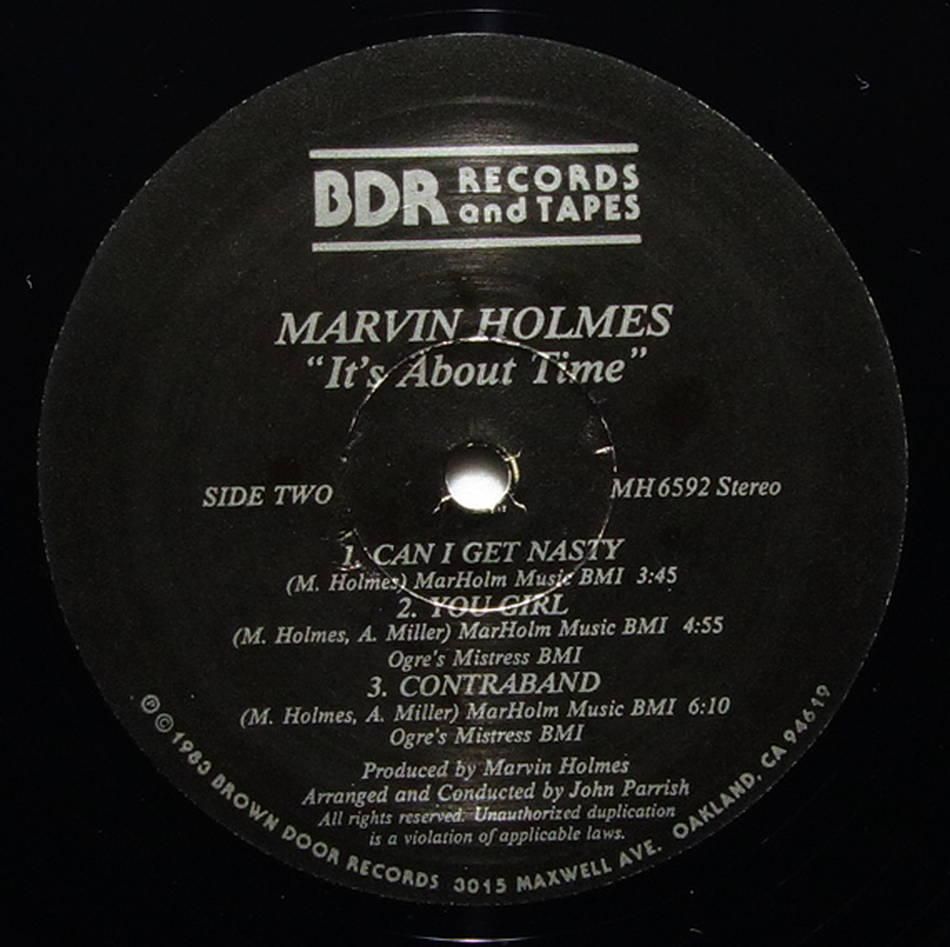 BDR RECORDS
and TAPES
MARVIN HOLMES
“It's About Time”
SIDE TWO
MH 6592 Stereo
1. CAN I GET NASTY
(M. Holmes) MarHolm Music BMI 3:45
2. YOU GIRL
(M. Holmes, A. Miller) MarHolm Music BMI 4:55
Ogre's Mistress BMI
3. CONTRABAND
(M. Holmes, A. Miller) MarHolm Music BMI 6:10
Ogre's Mistress BMI
Produced by Marvin Holmes
Arranged and Conducted by John Parrish
All rights reserved. Unauthorized duplication
is a violation of applicable laws.
℗ © 1983 BROWN DOOR RECORDS 3015 MAXWELL AVE. OAKLAND, CA 94619